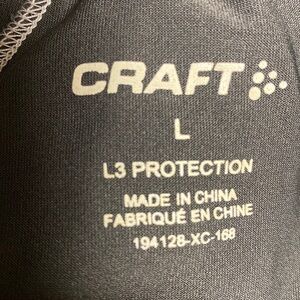 CRAFT
L
L3 PROTECTION
MADE IN CHINA
FABRIQUÉ EN CHINE
194128-XC-168